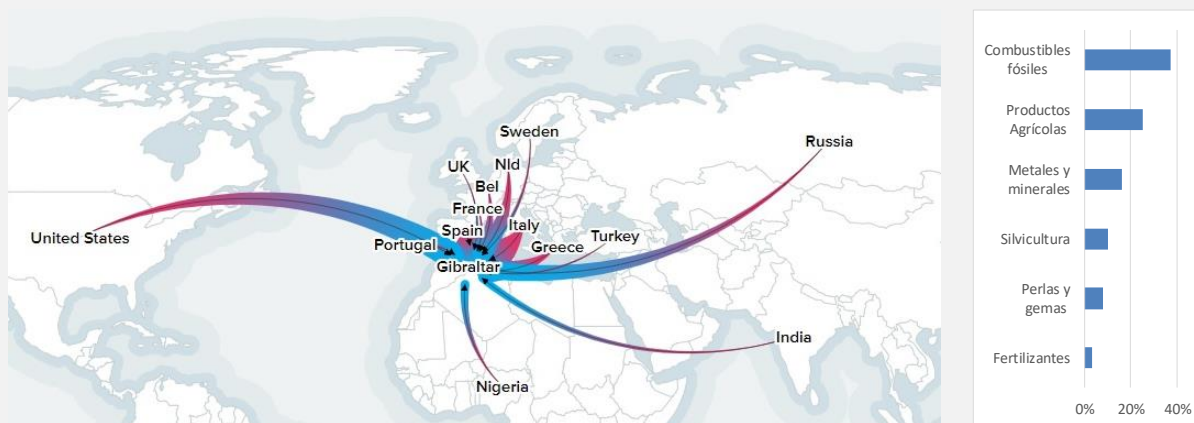 Sweden
Russia
UK
Nld
Bel
France
Spain
Italy
United States
Portugal
Greece
Turkey
Gibraltar
India
Nigeria
Combustibles
fósiles
Productos
Agrícolas
Metales y
minerales
Silvicultura
Perlas y
gemas
Fertilizantes
0% 20% 40%